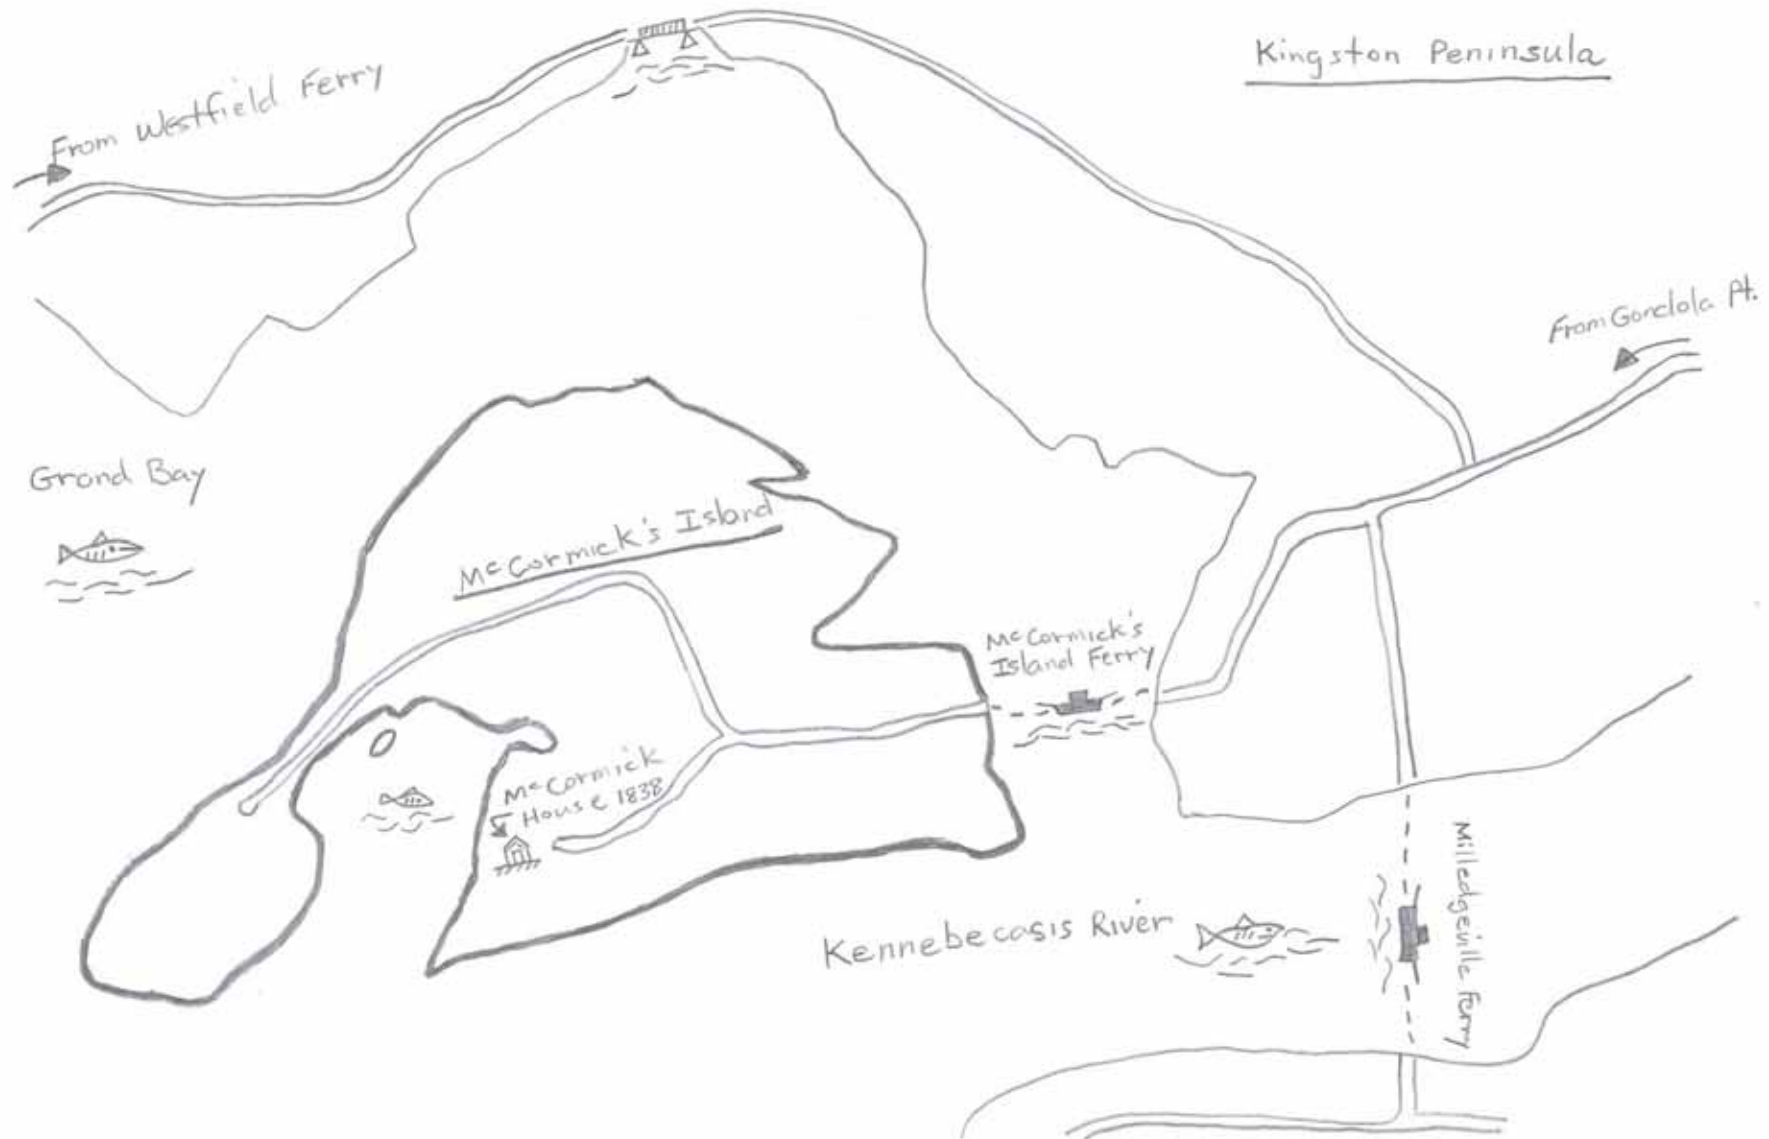 Kingston Peninsula
From Westfield Ferry
From Gondola Pt.
Grand Bay
McCormick's Island
McCormick's
Island Ferry
McCormick
House 1838
Milledgeville Ferry
Kennebecasis River